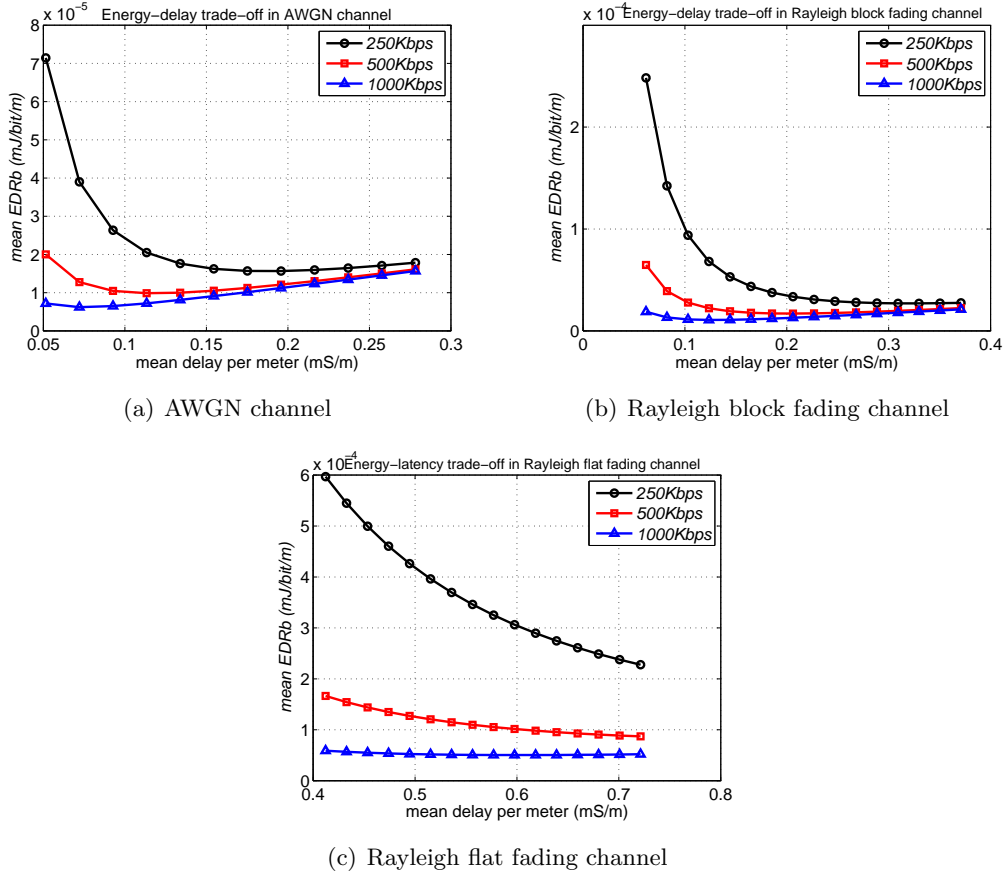 x 10⁻⁵
Energy−delay trade−off in AWGN channel
8
7
6
5
4
3
2
1
0
mean EDRb (mJ/bit/m)
250Kbps
500Kbps
1000Kbps
0.05 0.1 0.15 0.2 0.25 0.3
mean delay per meter (mS/m)
(a) AWGN channel
x 10⁻⁴
Energy−delay trade−off in Rayleigh block fading channel
4
2
0
mean EDRb (mJ/bit/m)
250Kbps
500Kbps
1000Kbps
0 0.1 0.2 0.3 0.4
mean delay per meter (mS/m)
(b) Rayleigh block fading channel
x 10⁻⁴
Energy−latency trade−off in Rayleigh flat fading channel
6
5
4
3
2
1
0
mean EDRb (mJ/bit/m)
250Kbps
500Kbps
1000Kbps
0.4 0.5 0.6 0.7 0.8
mean delay per meter (mS/m)
(c) Rayleigh flat fading channel